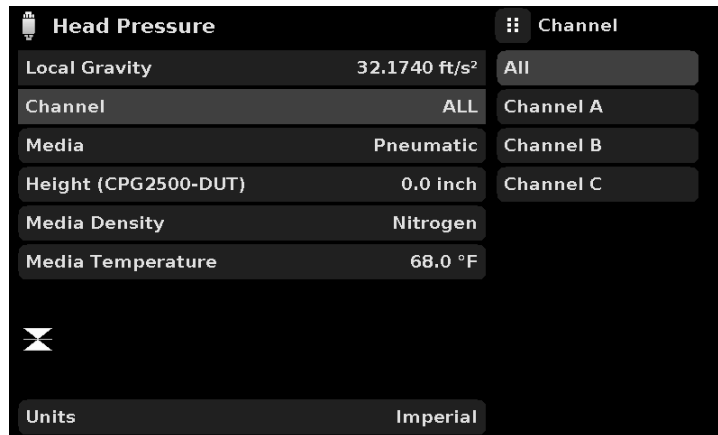 Head Pressure
Local Gravity 32.1740 ft/s²
Channel ALL
Media Pneumatic
Height (CPG2500-DUT) 0.0 inch
Media Density Nitrogen
Media Temperature 68.0 °F
Units Imperial
Channel
All
Channel A
Channel B
Channel C